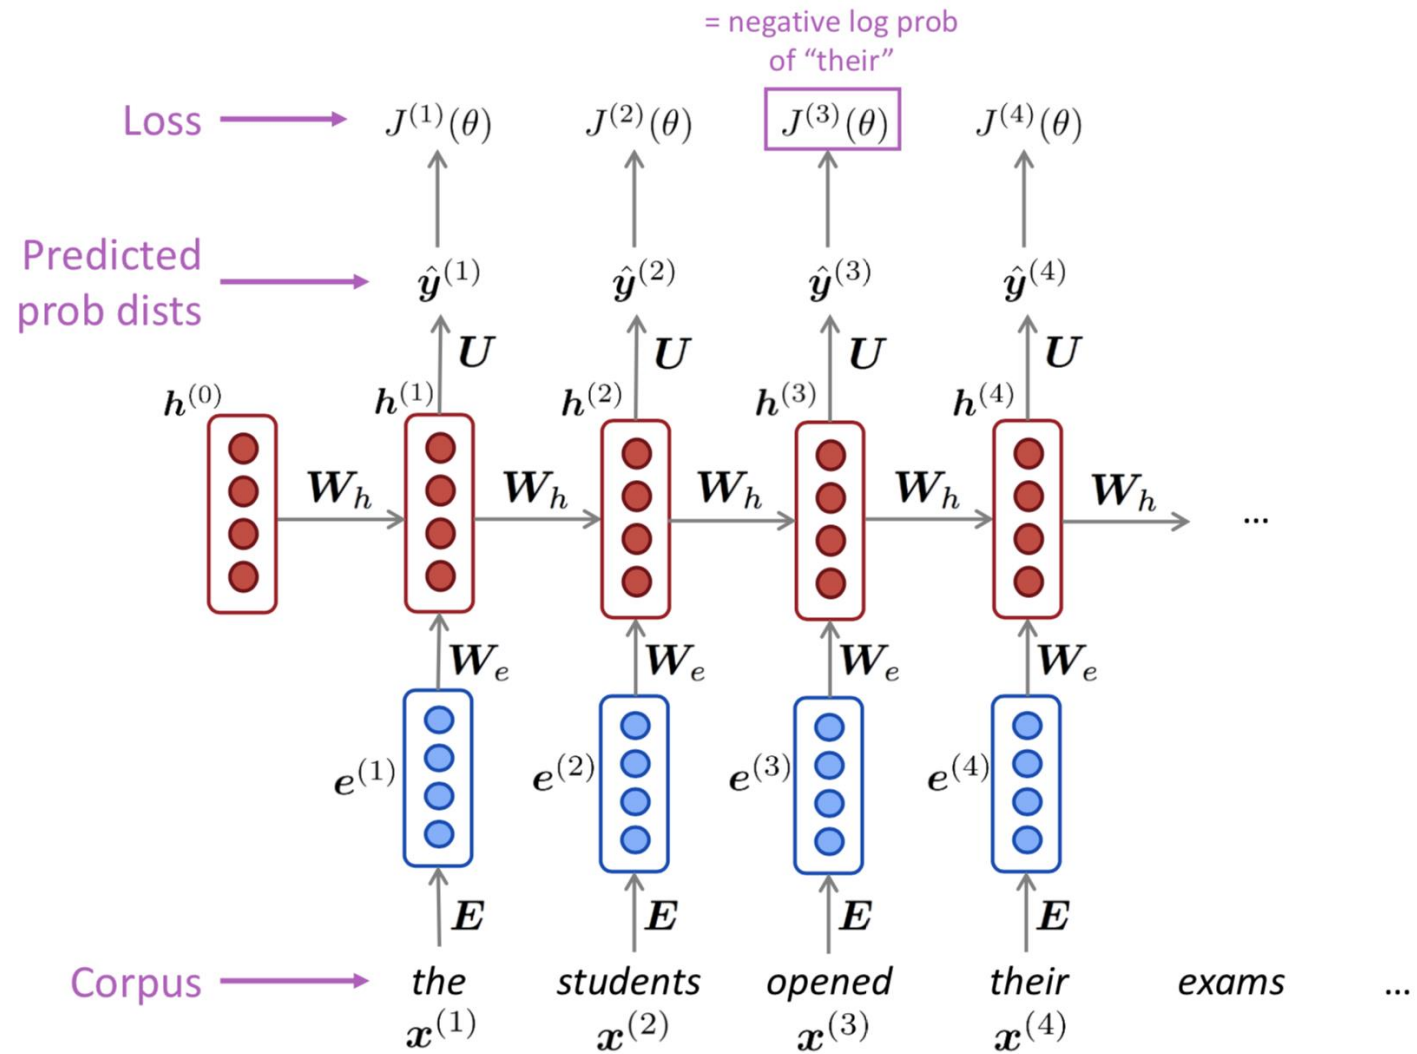 = negative log prob
of “their”
Loss J⁽¹⁾(θ) J⁽²⁾(θ) J⁽³⁾(θ) J⁽⁴⁾(θ)
Predicted
prob dists
ŷ⁽¹⁾ ŷ⁽²⁾ ŷ⁽³⁾ ŷ⁽⁴⁾
U U U U
h⁽⁰⁾ h⁽¹⁾ h⁽²⁾ h⁽³⁾ h⁽⁴⁾
Wₕ Wₕ Wₕ Wₕ Wₕ ...
Wₑ Wₑ Wₑ Wₑ
e⁽¹⁾ e⁽²⁾ e⁽³⁾ e⁽⁴⁾
E E E E
Corpus the students opened their exams ...
x⁽¹⁾ x⁽²⁾ x⁽³⁾ x⁽⁴⁾